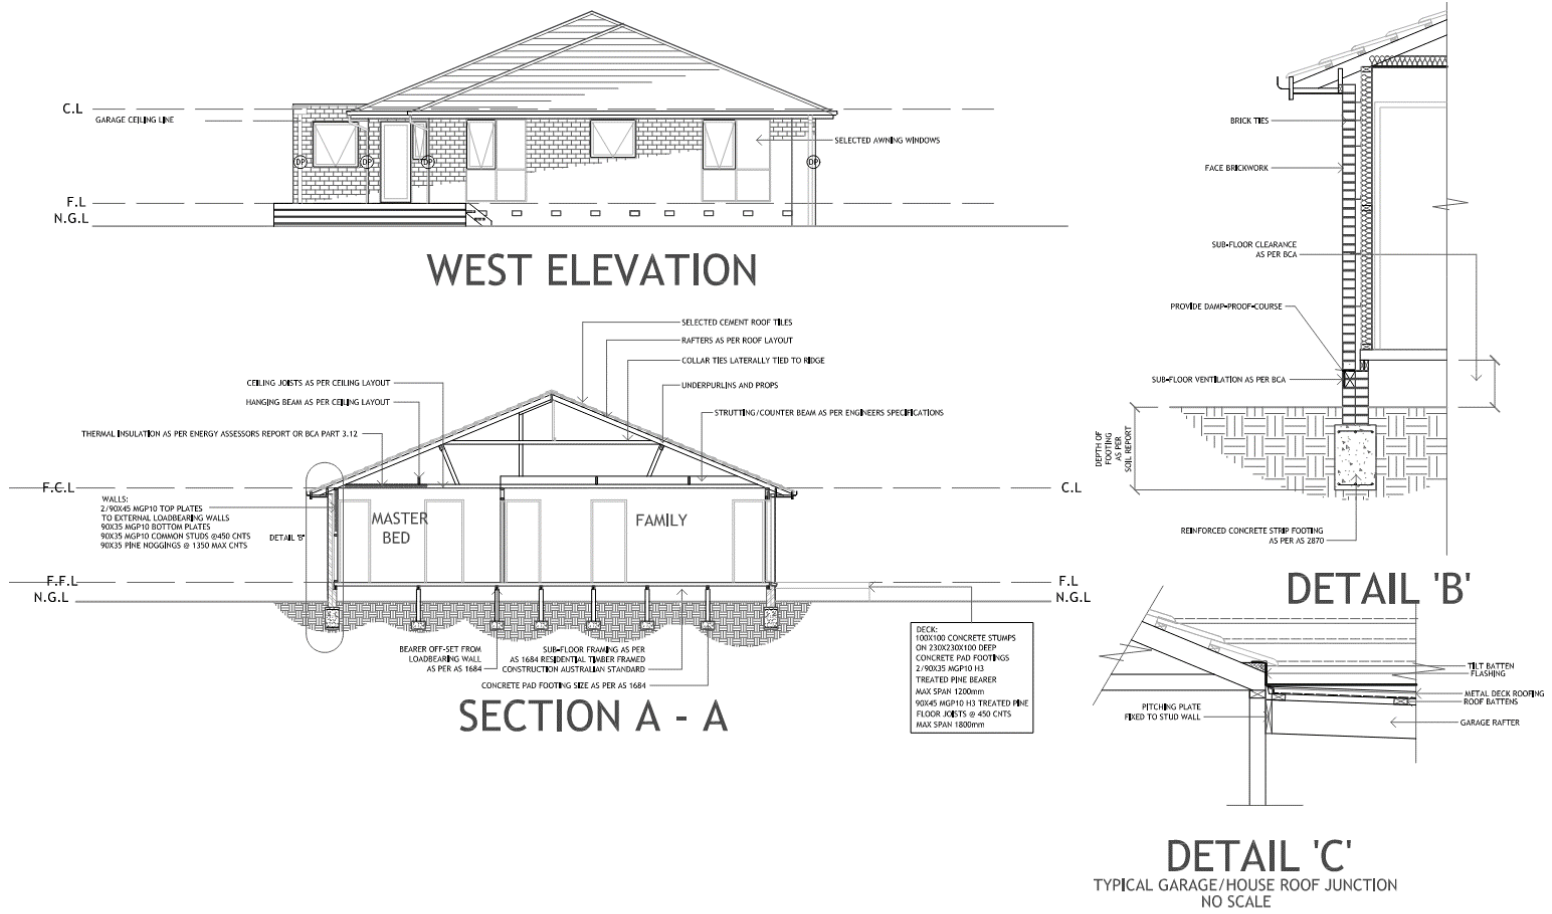 C.L
GARAGE CEILING LINE
SELECTED AWNING WINDOWS
DP
DP
DP
DP
F.L
N.G.L
WEST ELEVATION
SELECTED CEMENT ROOF TILES
RAFTERS AS PER ROOF LAYOUT
COLLAR TIES LATERALLY TIED TO RIDGE
UNDERPURLINS AND PROPS
STRUTTING/COUNTER BEAM AS PER ENGINEERS SPECIFICATIONS
CEILING JOISTS AS PER CEILING LAYOUT
HANGING BEAM AS PER CEILING LAYOUT
THERMAL INSULATION AS PER ENERGY ASSESSORS REPORT OR BCA PART 3.12
F.C.L
C.L
WALLS:
2/90X45 MGP10 TOP PLATES
TO EXTERNAL LOADBEARING WALLS
90X35 MGP10 BOTTOM PLATES
90X35 MGP10 COMMON STUDS @450 CNTS
90X35 PINE NOGGINGS @ 1350 MAX CNTS
DETAIL 'B'
MASTER
BED
FAMILY
F.F.L
N.G.L
F.L
N.G.L
BEARER OFF-SET FROM
LOADBEARING WALL
AS PER AS 1684
SUB-FLOOR FRAMING AS PER
AS 1684 RESIDENTIAL TIMBER FRAMED
CONSTRUCTION AUSTRALIAN STANDARD
CONCRETE PAD FOOTING SIZE AS PER AS 1684
SECTION A - A
DECK:
100X100 CONCRETE STUMPS
ON 230X230X100 DEEP
CONCRETE PAD FOOTINGS
2/90X35 MGP10 H3
TREATED PINE BEARER
MAX SPAN 1200mm
90X45 MGP10 H3 TREATED PINE
FLOOR JOISTS @ 450 CNTS
MAX SPAN 1800mm
BRICK TIES
FACE BRICKWORK
SUB-FLOOR CLEARANCE
AS PER BCA
PROVIDE DAMP-PROOF-COURSE
SUB-FLOOR VENTILATION AS PER BCA
DEPTH OF
FOOTING
AS PER
SOIL REPORT
REINFORCED CONCRETE STRIP FOOTING
AS PER AS 2870
DETAIL 'B'
TILT BATTEN
FLASHING
METAL DECK ROOFING
ROOF BATTENS
GARAGE RAFTER
PITCHING PLATE
FIXED TO STUD WALL
DETAIL 'C'
TYPICAL GARAGE/HOUSE ROOF JUNCTION
NO SCALE